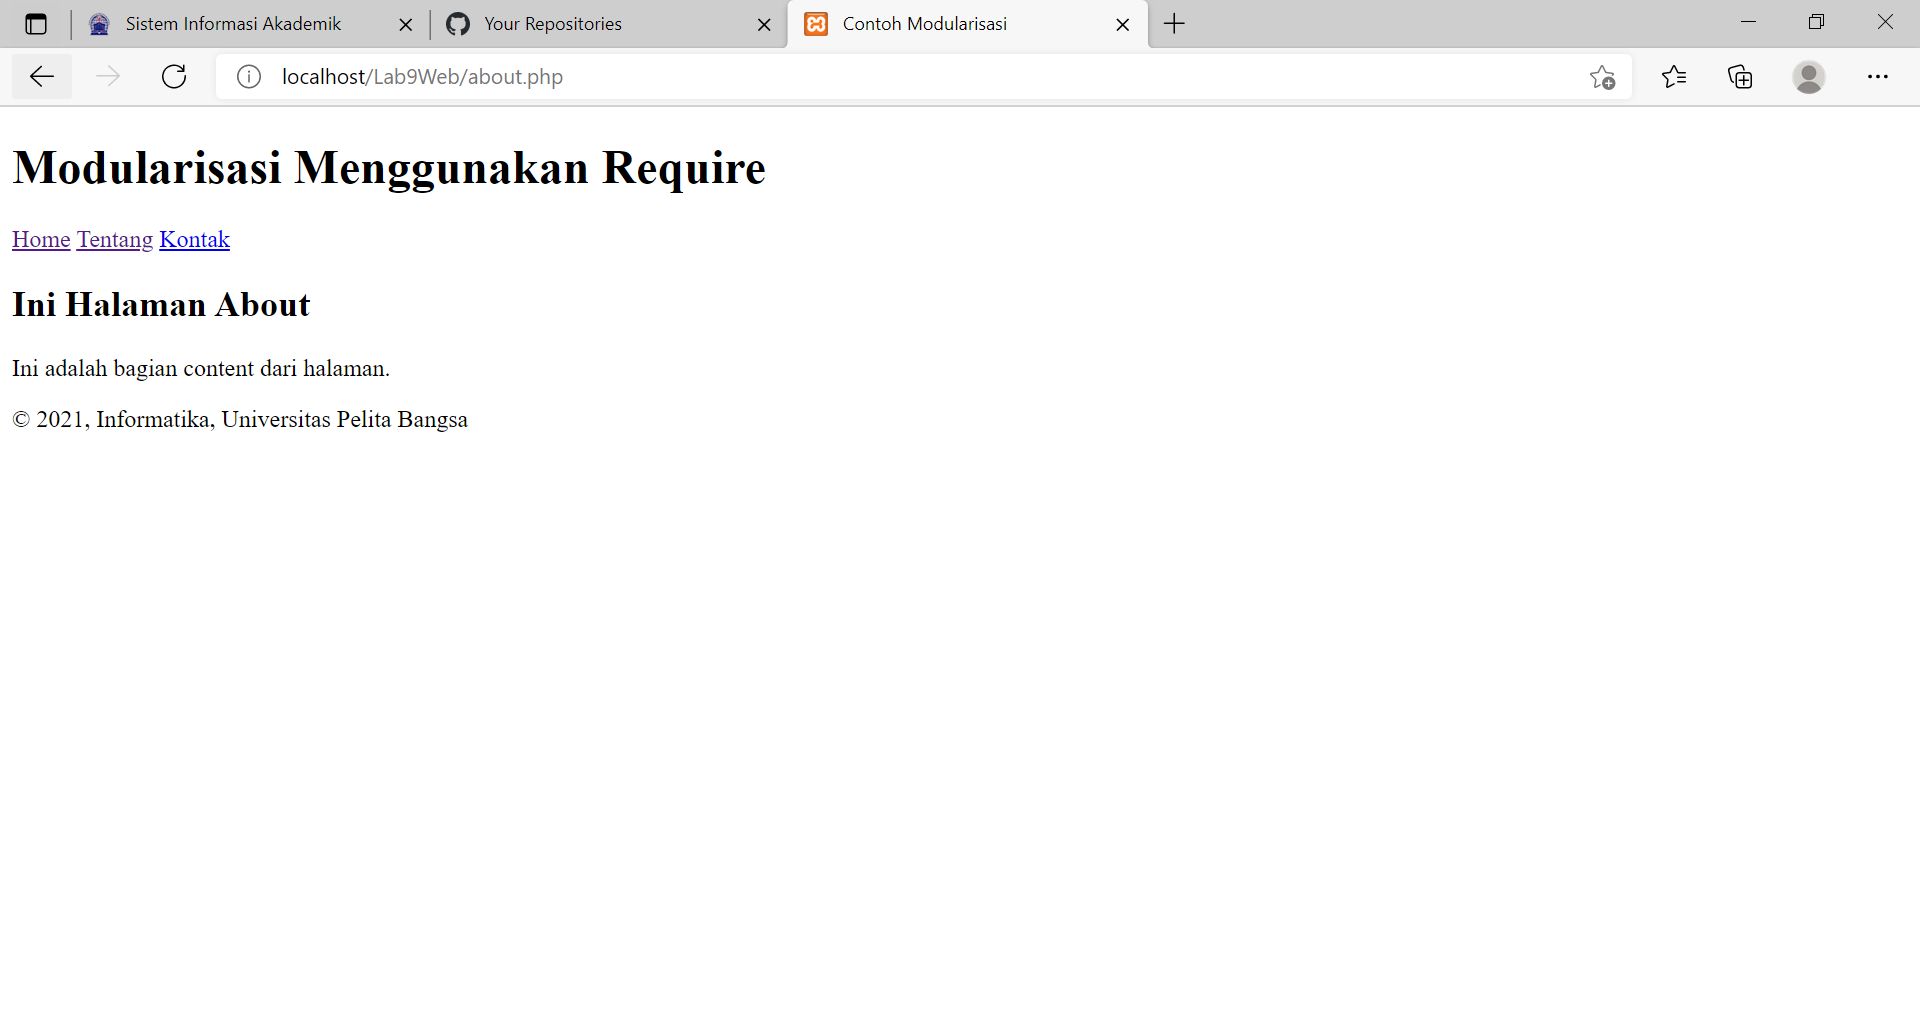 Sistem Informasi Akademik
Your Repositories
Contoh Modularisasi
localhost/Lab9Web/about.php
Modularisasi Menggunakan Require
Home Tentang Kontak
Ini Halaman About
Ini adalah bagian content dari halaman.
© 2021, Informatika, Universitas Pelita Bangsa